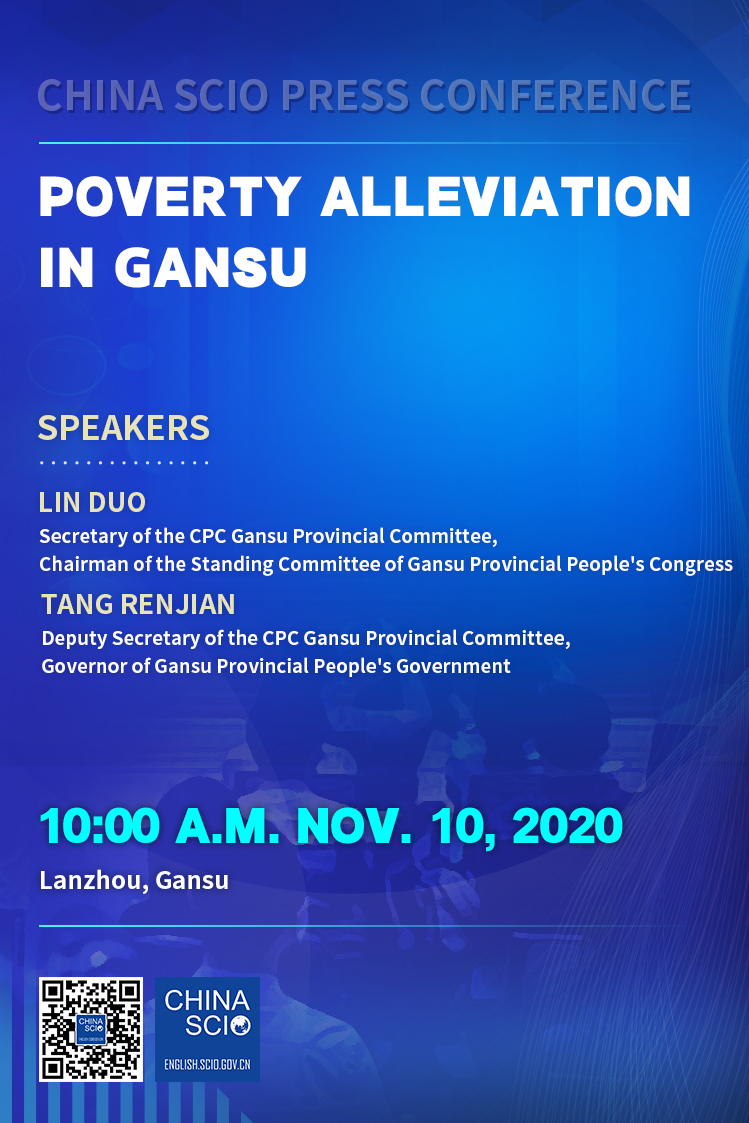 CHINA SCIO PRESS CONFERENCE
POVERTY ALLEVIATION
IN GANSU
SPEAKERS
LIN DUO
Secretary of the CPC Gansu Provincial Committee,
Chairman of the Standing Committee of Gansu Provincial People's Congress
TANG RENJIAN
Deputy Secretary of the CPC Gansu Provincial Committee,
Governor of Gansu Provincial People's Government
10:00 A.M. NOV. 10, 2020
Lanzhou, Gansu
CHINA
SCIO
CHINA
SCIO
ENGLISH.SCIO.GOV.CN